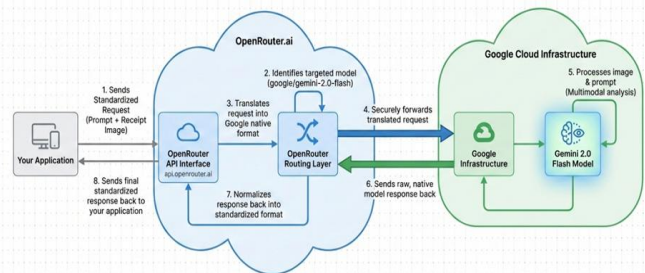 OpenRouter.ai
Google Cloud Infrastructure
1. Sends
Standardized
Request
(Prompt + Receipt
Image)
2. Identifies targeted model
(google/gemini-2.0-flash)
3. Translates
request into
Google native
format
4. Securely forwards
translated request
5. Processes image
& prompt
(Multimodal analysis)
Your Application
OpenRouter
API Interface
api.openrouter.ai
OpenRouter
Routing Layer
Google
Infrastructure
Gemini 2.0
Flash Model
8. Sends final
standardized
response back to
your application
7. Normalizes
response back into
standardized format
6. Sends raw, native
model response back